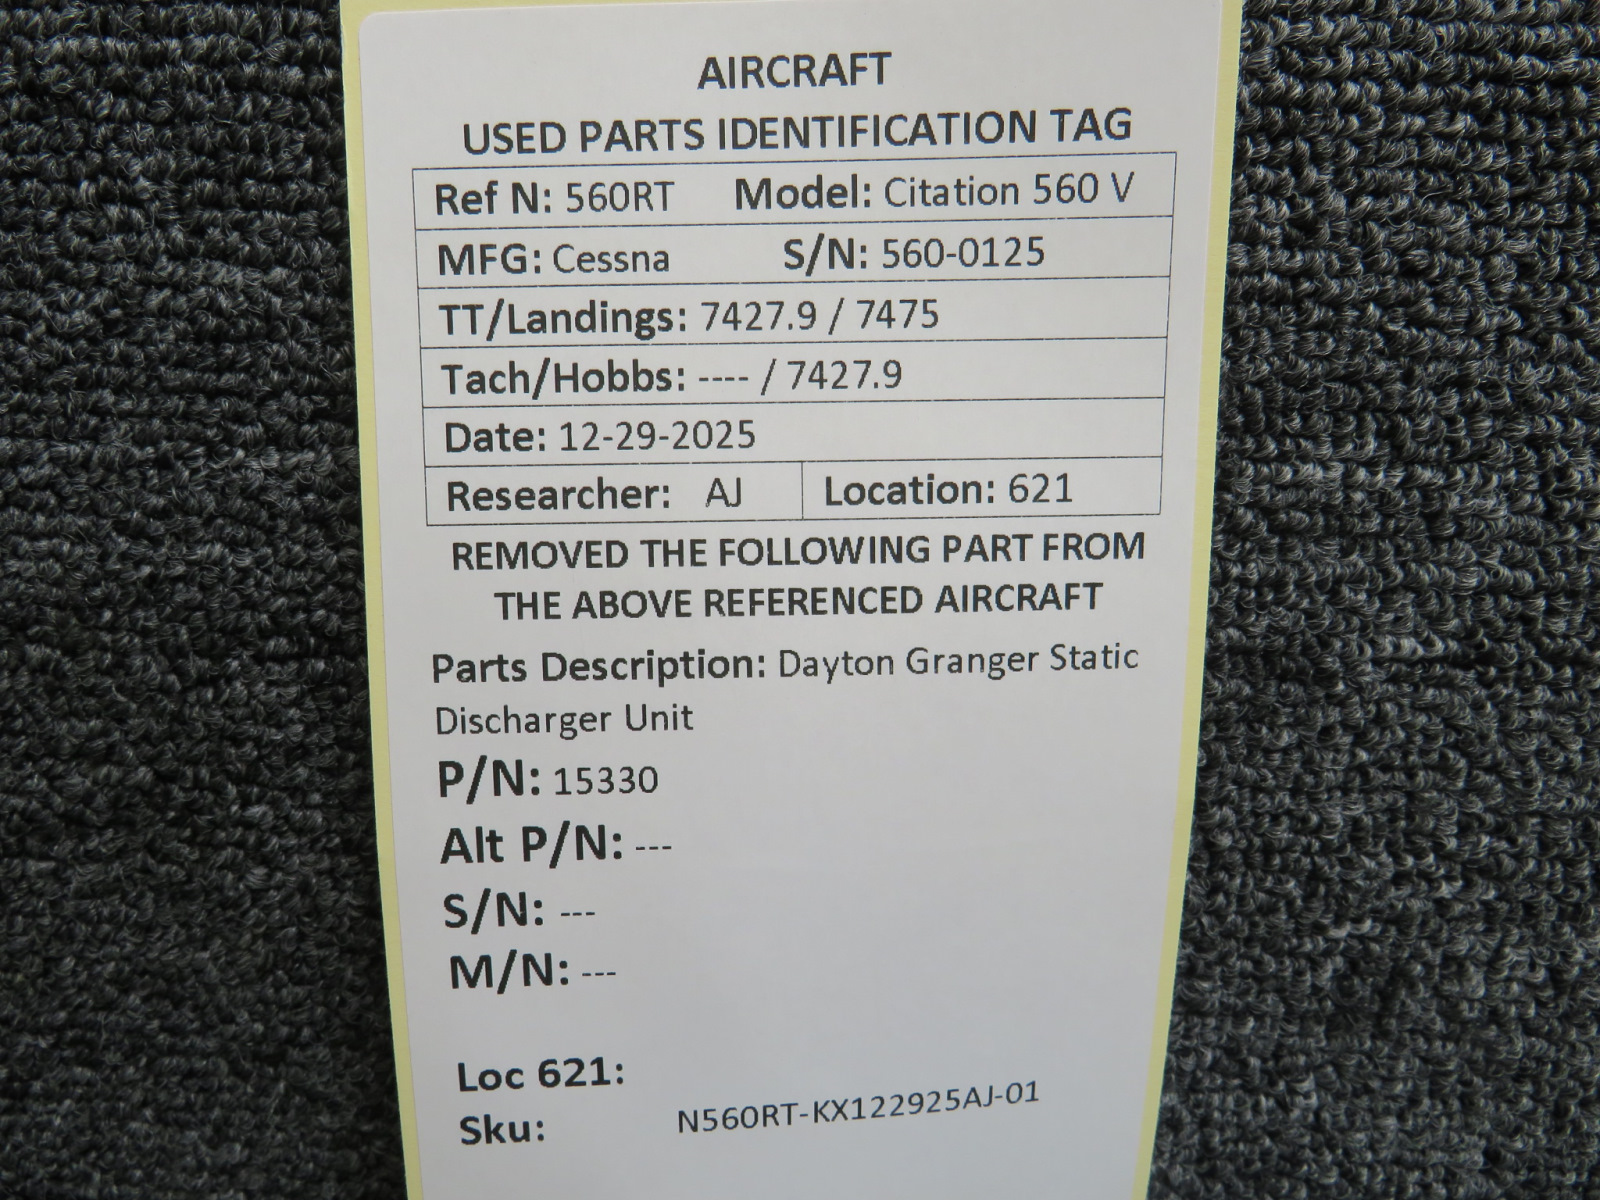 AIRCRAFT
USED PARTS IDENTIFICATION TAG
Ref N: 560RT Model: Citation 560 V
MFG: Cessna S/N: 560-0125
TT/Landings: 7427.9 / 7475
Tach/Hobbs: ---- / 7427.9
Date: 12-29-2025
Researcher: AJ Location: 621
REMOVED THE FOLLOWING PART FROM
THE ABOVE REFERENCED AIRCRAFT
Parts Description: Dayton Granger Static
Discharger Unit
P/N: 15330
Alt P/N: ---
S/N: ---
M/N: ---
Loc 621:
Sku: N560RT-KX122925AJ-01